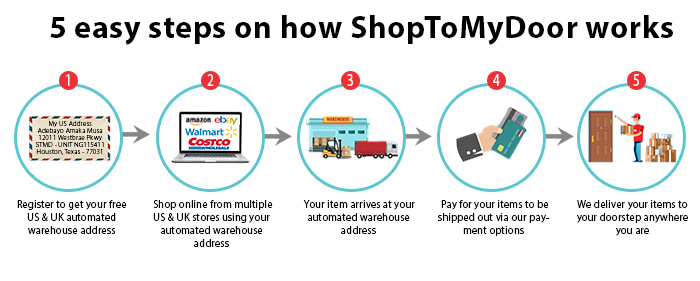 5 easy steps on how ShopToMyDoor works
1
My US Address
Adebayo Amaka Musa
12011 Westbrae Pkwy
STMD - UNIT NG115411
Houston, Texas - 77031
Register to get your free
US & UK automated
warehouse address
2
amazon ebay
Walmart
COSTCO
WHOLESALE
Shop online from multiple
US & UK stores using your
automated warehouse
address
3
WAREHOUSE
Your item arrives at your
automated warehouse
address
4
Pay for your items to be
shipped out via our pay-
ment options
5
We deliver your items to
your doorstep anywhere
you are